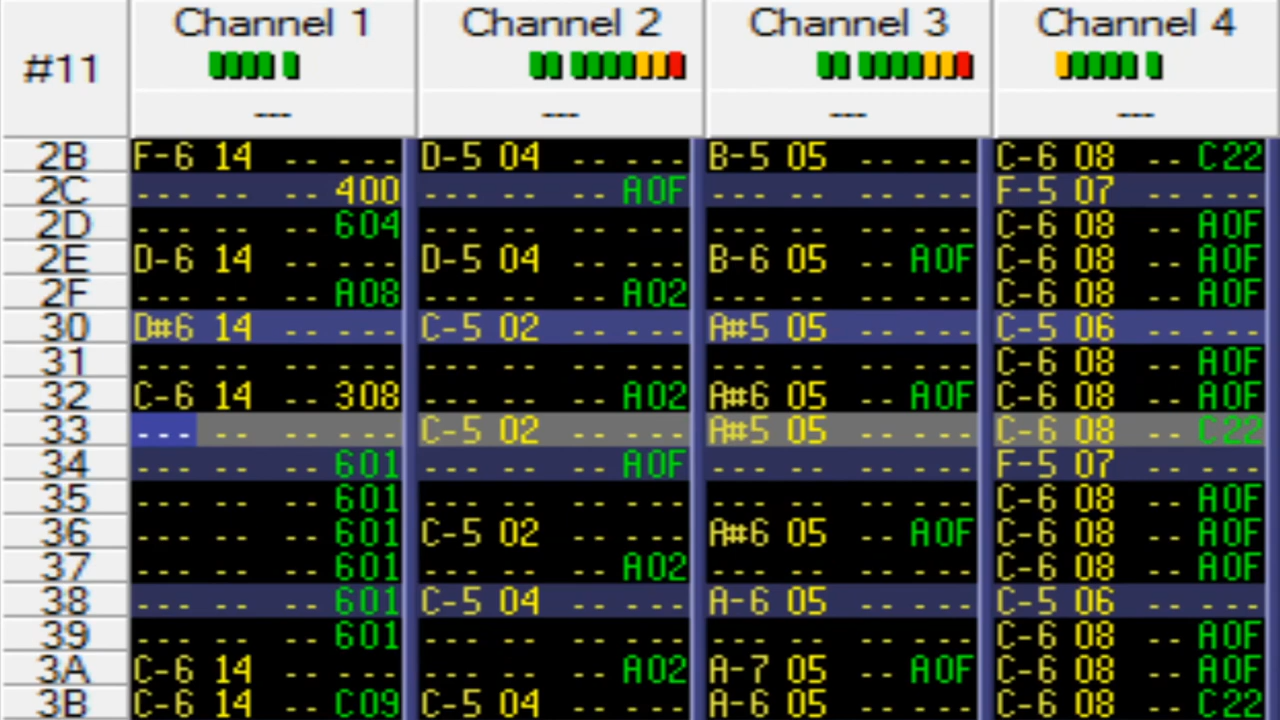 Channel 1 Channel 2 Channel 3 Channel 4
#11
--- --- --- ---
2B F-6 14 -- --- D-5 04 -- --- B-5 05 -- --- C-6 08 -- C22
2C --- -- -- 400 --- -- -- A0F --- -- -- --- F-5 07 -- ---
2D --- -- -- 604 --- -- -- --- --- -- -- --- C-6 08 -- A0F
2E D-6 14 -- --- D-5 04 -- --- B-6 05 -- A0F C-6 08 -- A0F
2F --- -- -- A08 --- -- -- A02 --- -- -- --- C-6 08 -- A0F
30 D#6 14 -- --- C-5 02 -- --- A#5 05 -- --- C-5 06 -- ---
31 --- -- -- --- --- -- -- --- --- -- -- --- C-6 08 -- A0F
32 C-6 14 -- 308 --- -- -- A02 A#6 05 -- A0F C-6 08 -- A0F
33 --- -- -- --- C-5 02 -- --- A#5 05 -- --- C-6 08 -- C22
34 --- -- -- 601 --- -- -- A0F --- -- -- --- F-5 07 -- ---
35 --- -- -- 601 --- -- -- --- --- -- -- --- C-6 08 -- A0F
36 --- -- -- 601 C-5 02 -- --- A#6 05 -- A0F C-6 08 -- A0F
37 --- -- -- 601 --- -- -- A02 --- -- -- --- C-6 08 -- A0F
38 --- -- -- 601 C-5 04 -- --- A-6 05 -- --- C-5 06 -- ---
39 --- -- -- 601 --- -- -- --- --- -- -- --- C-6 08 -- A0F
3A C-6 14 -- --- --- -- -- A02 A-7 05 -- A0F C-6 08 -- A0F
3B C-6 14 -- C09 C-5 04 -- --- A-6 05 -- --- C-6 08 -- C22